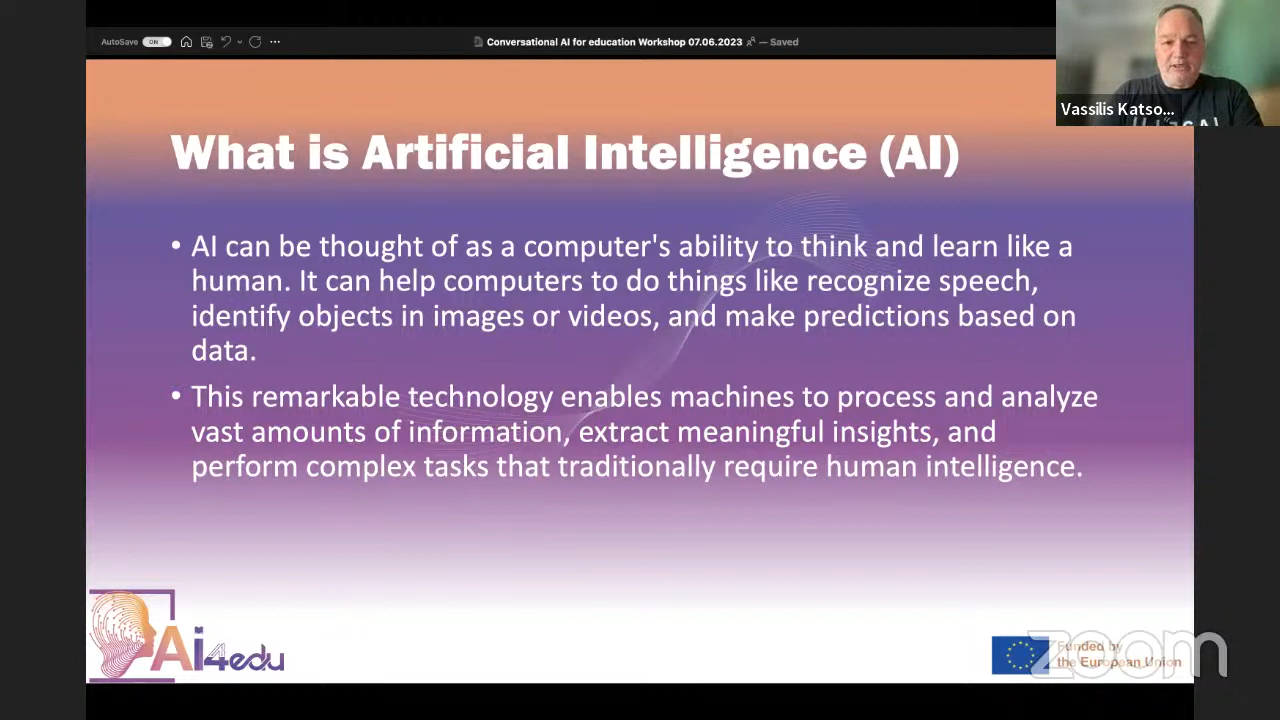 AutoSave ON
Conversational AI for education Workshop 07.06.2023 — Saved
Vassilis Katso...
What is Artificial Intelligence (AI)
• AI can be thought of as a computer's ability to think and learn like a
human. It can help computers to do things like recognize speech,
identify objects in images or videos, and make predictions based on
data.
• This remarkable technology enables machines to process and analyze
vast amounts of information, extract meaningful insights, and
perform complex tasks that traditionally require human intelligence.
Ai4edu
Funded by
the European Union
zoom